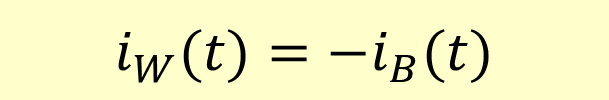 i_W(t) = −i_B(t)